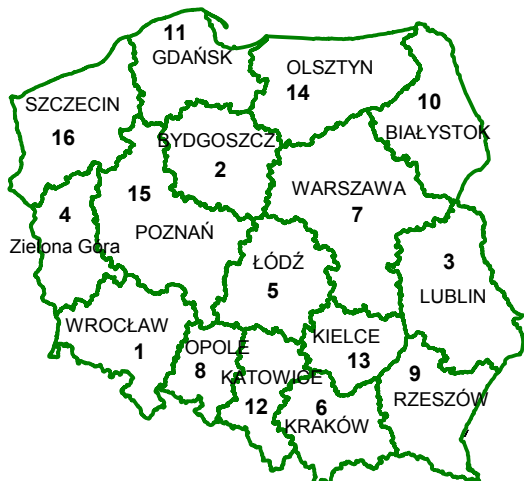 11
GDAŃSK
OLSZTYN
14
SZCZECIN
16
10
BIAŁYSTOK
BYDGOSZCZ
2
15
POZNAŃ
WARSZAWA
7
4
Zielona Góra
ŁÓDŹ
5
3
LUBLIN
WROCŁAW
1
OPOLE
8
KATOWICE
12
KIELCE
13
9
RZESZÓW
6
KRAKÓW